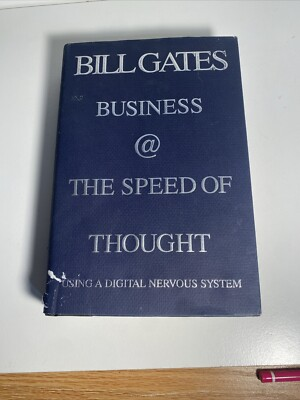 BILL GATES
BUSINESS
@
THE SPEED OF
THOUGHT
USING A DIGITAL NERVOUS SYSTEM